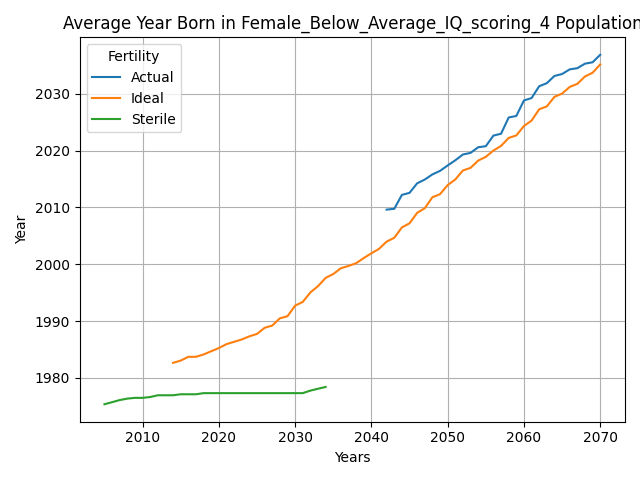 Average Year Born in Female_Below_Average_IQ_scoring_4 Population
Fertility
Actual
Ideal
Sterile
Year
2030
2020
2010
2000
1990
1980
2010 2020 2030 2040 2050 2060 2070
Years